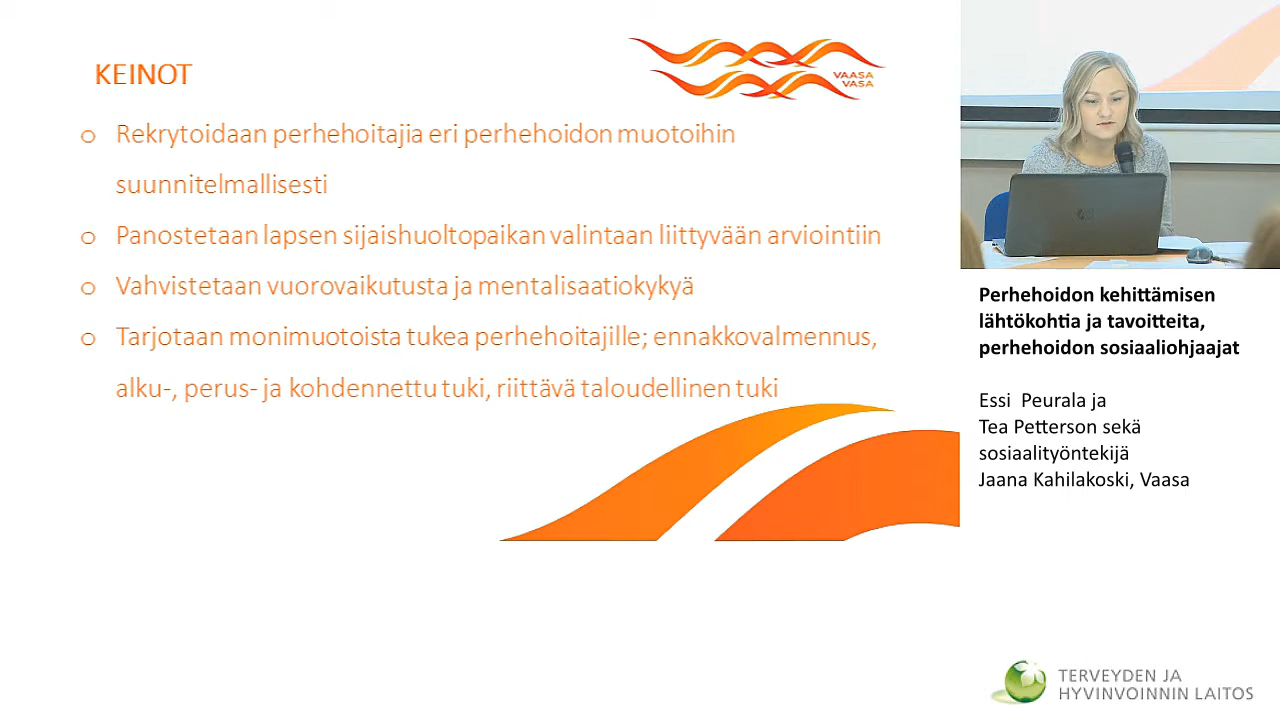 KEINOT
VAASA
VASA
o Rekrytoidaan perhehoitajia eri perhehoidon muotoihin
suunnitelmallisesti
o Panostetaan lapsen sijaishuoltopaikan valintaan liittyvään arviointiin
o Vahvistetaan vuorovaikutusta ja mentalisaatiokykyä
o Tarjotaan monimuotoista tukea perhehoitajille; ennakkovalmennus,
alku-, perus- ja kohdennettu tuki, riittävä taloudellinen tuki
Perhehoidon kehittämisen
lähtökohtia ja tavoitteita,
perhehoidon sosiaaliohjaajat
Essi Peurala ja
Tea Petterson sekä
sosiaalityöntekijä
Jaana Kahilakoski, Vaasa
TERVEYDEN JA
HYVINVOINNIN LAITOS